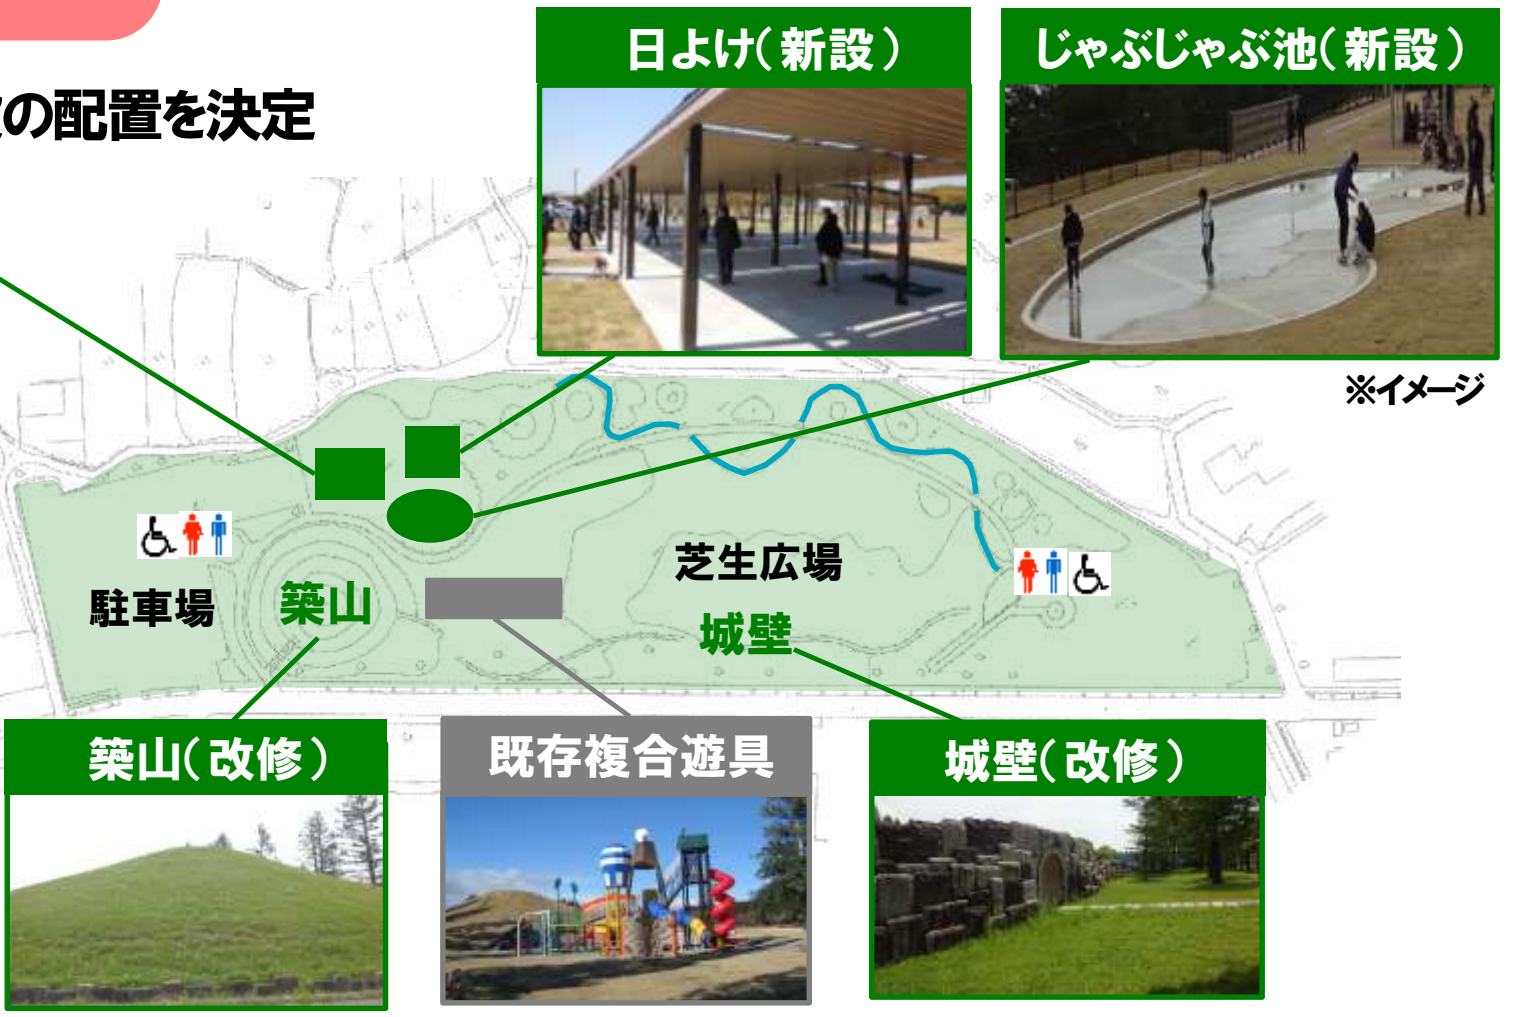 日よけ(新設)
じゃぶじゃぶ池(新設)
の配置を決定
※イメージ
芝生広場
駐車場
築山
城壁
築山(改修)
既存複合遊具
城壁(改修)